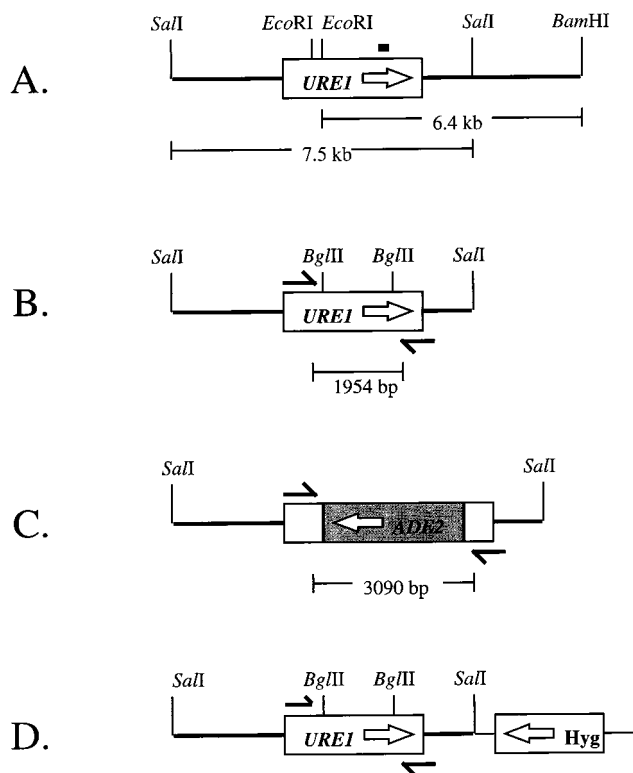 A.
SalI EcoRI EcoRI SalI BamHI
URE1
6.4 kb
7.5 kb
B.
SalI BglII BglII SalI
URE1
1954 bp
C.
SalI SalI
ADE2
3090 bp
D.
SalI BglII BglII SalI
URE1 Hyg